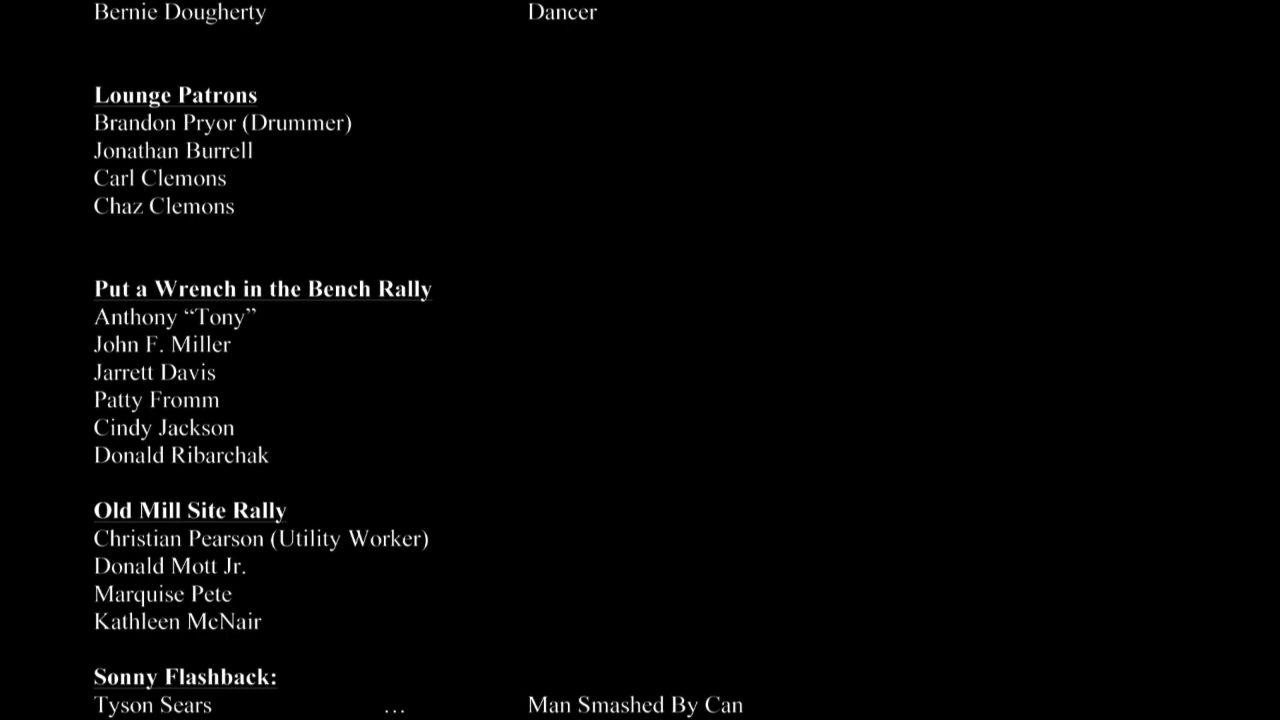 Bernie Dougherty Dancer
Lounge Patrons
Brandon Pryor (Drummer)
Jonathan Burrell
Carl Clemons
Chaz Clemons
Put a Wrench in the Bench Rally
Anthony “Tony”
John F. Miller
Jarrett Davis
Patty Fromm
Cindy Jackson
Donald Ribarchak
Old Mill Site Rally
Christian Pearson (Utility Worker)
Donald Mott Jr.
Marquise Pete
Kathleen McNair
Sonny Flashback:
Tyson Sears … Man Smashed By Can